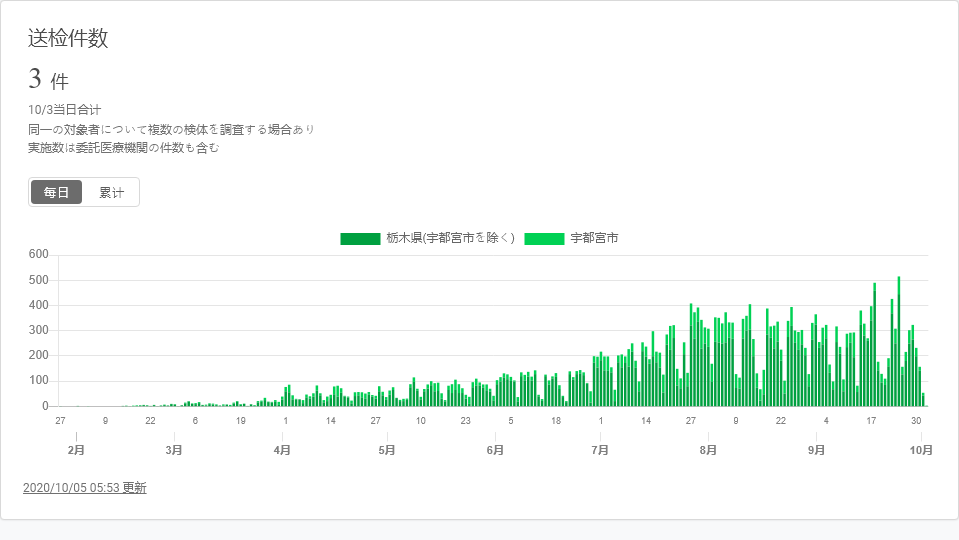 送检件数
3 件
10/3当日合计
同一の対象者について複数の検体を調査する場合あり
実施数は委託医療機関の件数も含む
毎日 累计
栃木県(宇都宮市を除く) 宇都宮市
600
500
400
300
200
100
0
27 9 22 6 19 1 14 27 10 23 5 18 1 14 27 9 22 4 17 30
2月 3月 4月 5月 6月 7月 8月 9月 10月
2020/10/05 05:53 更新